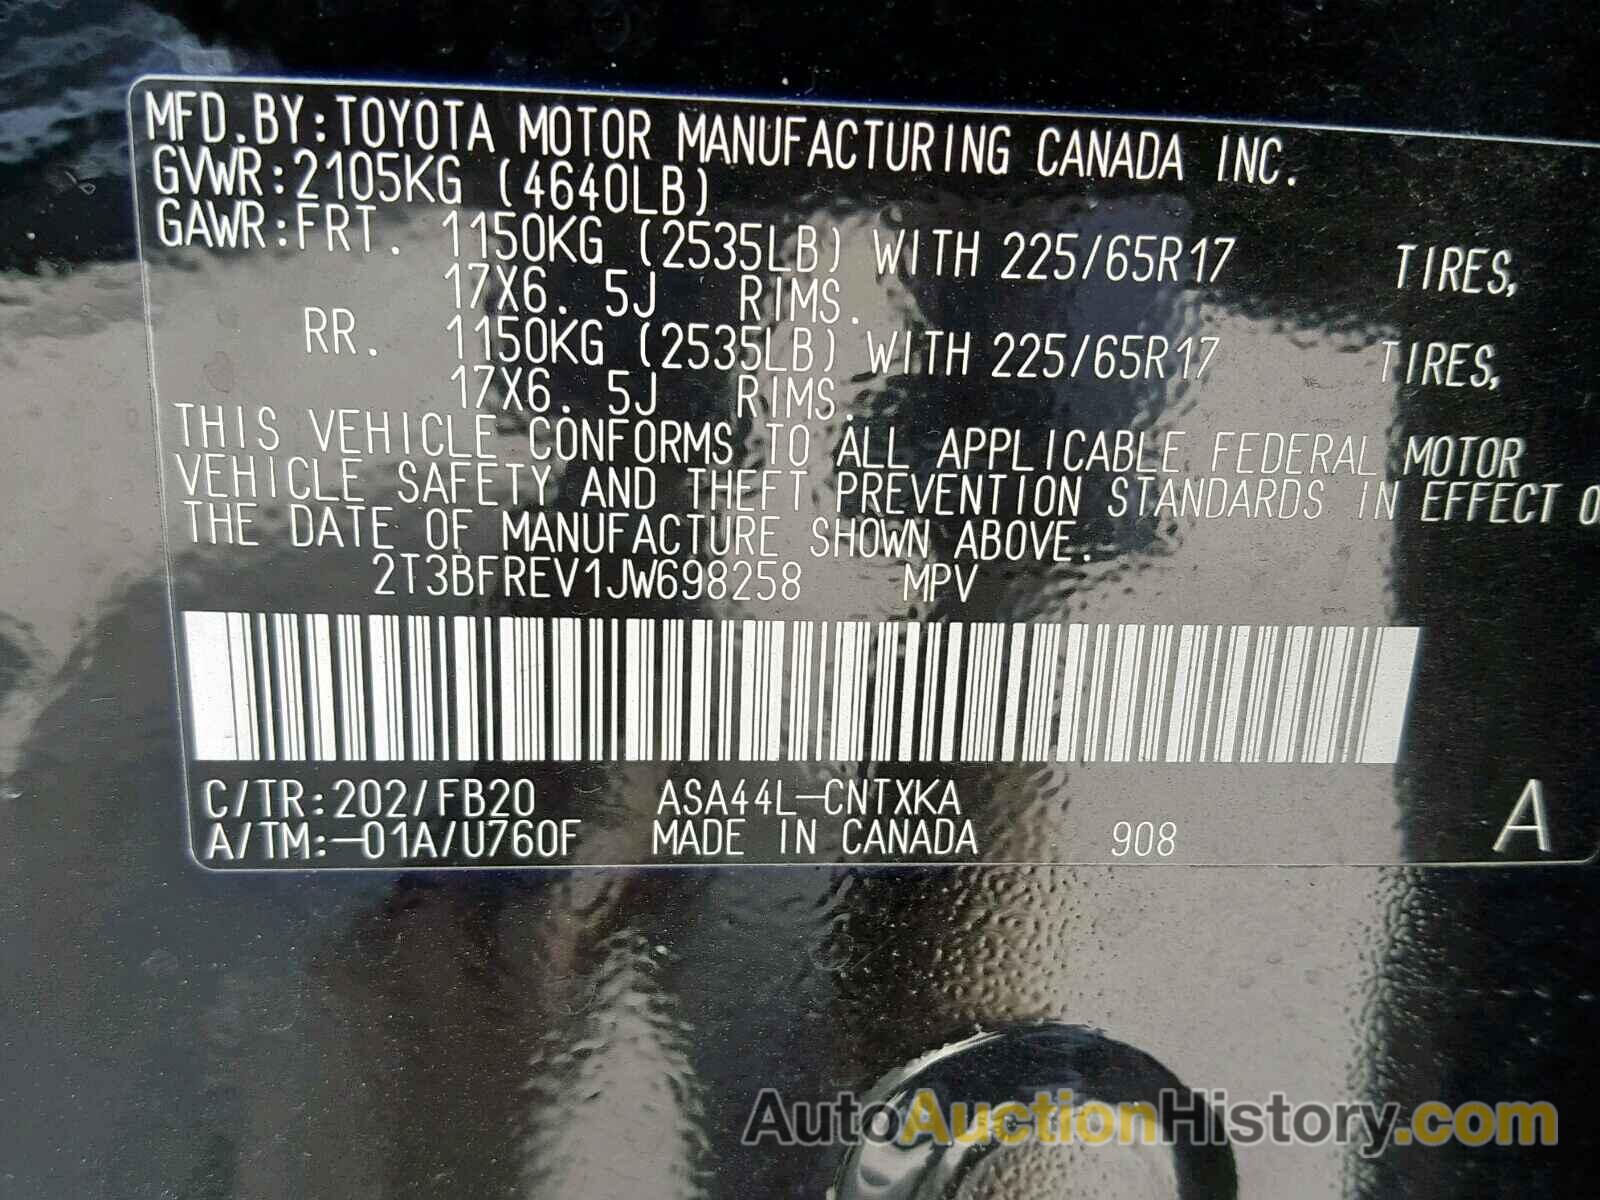 MFD.BY:TOYOTA MOTOR MANUFACTURING CANADA INC.
GVWR:2105KG (4640LB)
GAWR:FRT. 1150KG (2535LB) WITH 225/65R17 TIRES,
17X6. 5J RIMS.
RR. 1150KG (2535LB) WITH 225/65R17 TIRES,
17X6. 5J RIMS.
THIS VEHICLE CONFORMS TO ALL APPLICABLE FEDERAL MOTOR
VEHICLE SAFETY AND THEFT PREVENTION STANDARDS IN EFFECT O
THE DATE OF MANUFACTURE SHOWN ABOVE.
2T3BFREV1JW698258 MPV
C/TR:202/FB20 ASA44L-CNTXKA
A/TM:-01A/U760F MADE IN CANADA 908 A
AutoAuctionHistory.com